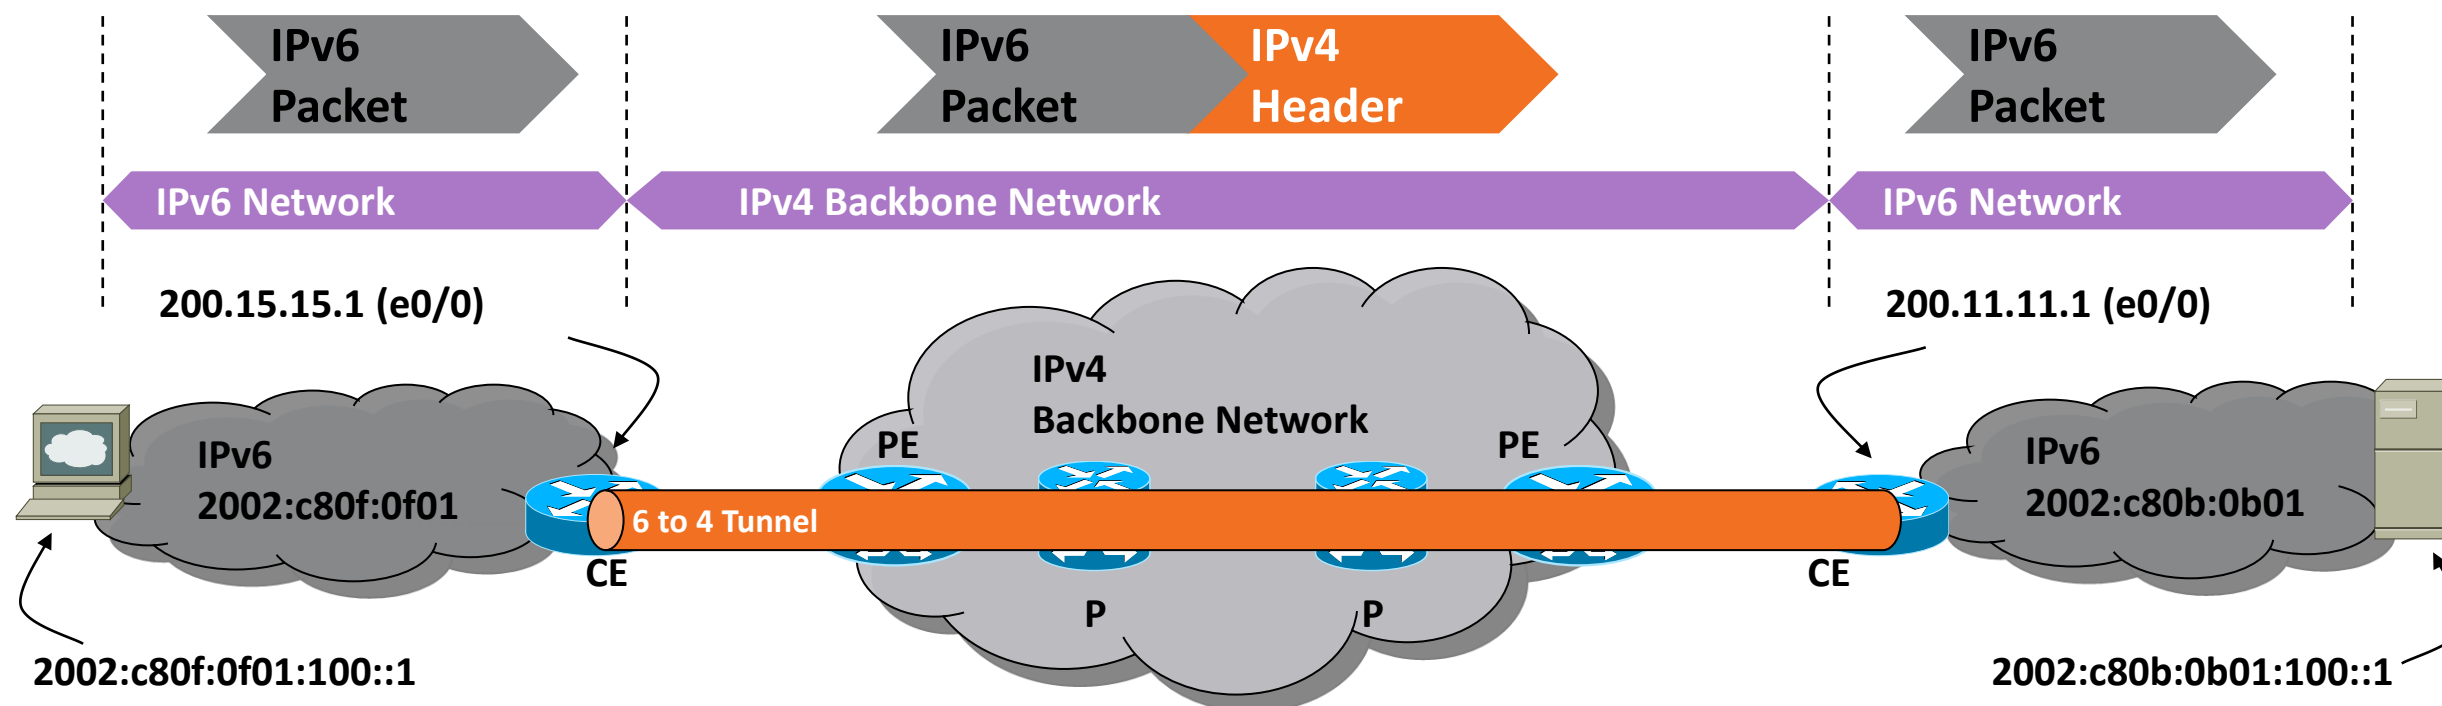 IPv6
Packet
IPv6
Packet
IPv4
Header
IPv6
Packet
IPv6 Network
IPv4 Backbone Network
IPv6 Network
200.15.15.1 (e0/0)
200.11.11.1 (e0/0)
IPv4
Backbone Network
PE
PE
IPv6
2002:c80f:0f01
IPv6
2002:c80b:0b01
6 to 4 Tunnel
CE
CE
P
P
2002:c80f:0f01:100::1
2002:c80b:0b01:100::1